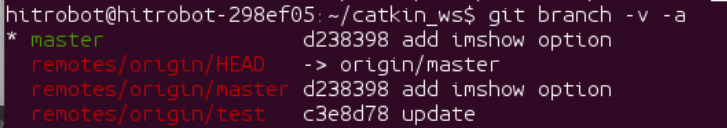 hitrobot@hitrobot-298ef05:~/catkin_ws$ git branch -v -a
* master                d238398 add imshow option
  remotes/origin/HEAD   -> origin/master
  remotes/origin/master d238398 add imshow option
  remotes/origin/test   c3e8d78 update